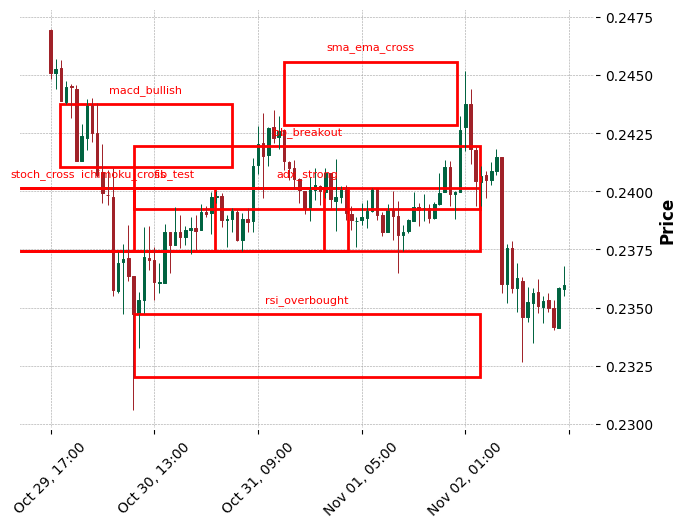 sma_ema_cross
macd_bullish
breakout
stoch_cross
ichimoku_cross
fib_test
adx_strong
rsi_overbought
0.2475
0.2450
0.2425
0.2400
0.2375
0.2350
0.2325
0.2300
Price
Oct 29, 17:00
Oct 30, 13:00
Oct 31, 09:00
Nov 01, 05:00
Nov 02, 01:00